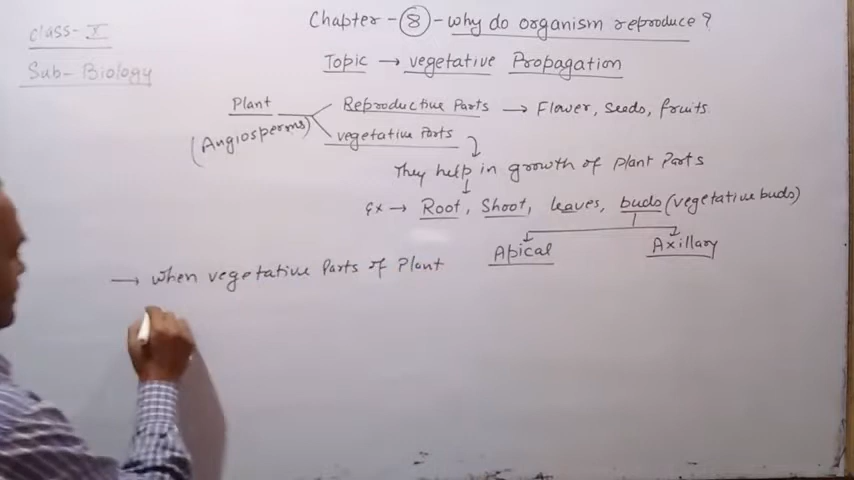 Class- X
Sub- Biology
Chapter - 8 - why do organism reproduce ?
Topic → vegetative Propagation
Plant
(Angiosperms)
Reproductive Parts → Flower, Seeds, fruits
vegetative Parts
They help in growth of plant Parts
Ex → Root, Shoot, leaves, buds (vegetative buds)
Apical Axillary
→ when vegetative Parts of Plant